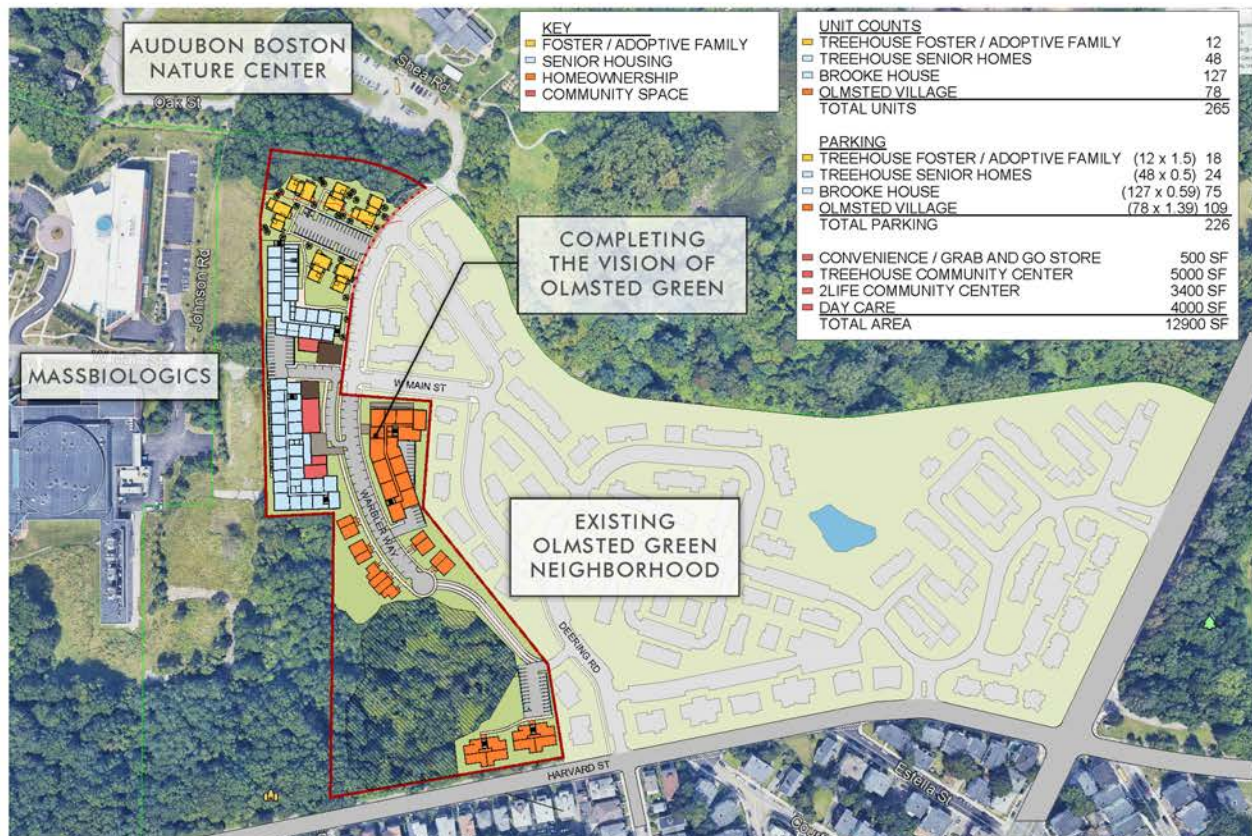 AUDUBON BOSTON
NATURE CENTER
Oak St
Shea Rd
KEY
FOSTER / ADOPTIVE FAMILY
SENIOR HOUSING
HOMEOWNERSHIP
COMMUNITY SPACE
UNIT COUNTS
TREEHOUSE FOSTER / ADOPTIVE FAMILY 12
TREEHOUSE SENIOR HOMES 48
BROOKE HOUSE 127
OLMSTED VILLAGE 78
TOTAL UNITS 265
PARKING
TREEHOUSE FOSTER / ADOPTIVE FAMILY (12 x 1.5) 18
TREEHOUSE SENIOR HOMES (48 x 0.5) 24
BROOKE HOUSE (127 x 0.59) 75
OLMSTED VILLAGE (78 x 1.39) 109
TOTAL PARKING 226
CONVENIENCE / GRAB AND GO STORE 500 SF
TREEHOUSE COMMUNITY CENTER 5000 SF
2LIFE COMMUNITY CENTER 3400 SF
DAY CARE 4000 SF
TOTAL AREA 12900 SF
COMPLETING
THE VISION OF
OLMSTED GREEN
Johnson Rd
MASSBIOLOGICS
W MAIN ST
WARBLER WAY
EXISTING
OLMSTED GREEN
NEIGHBORHOOD
DEERING RD
HARVARD ST
Estella St